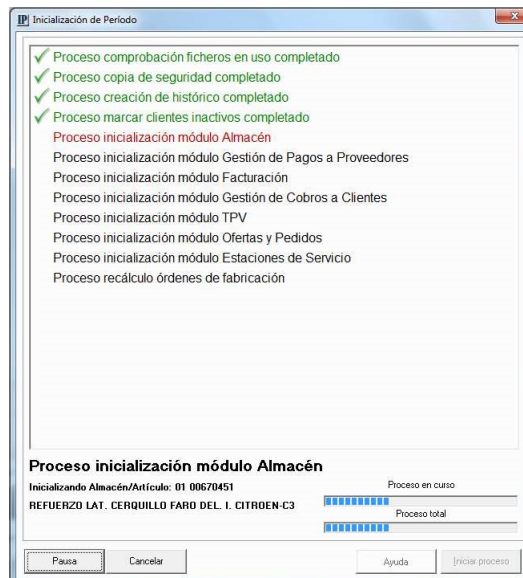 IP Inicialización de Período
Proceso comprobación ficheros en uso completado
Proceso copia de seguridad completado
Proceso creación de histórico completado
Proceso marcar clientes inactivos completado
Proceso inicialización módulo Almacén
Proceso inicialización módulo Gestión de Pagos a Proveedores
Proceso inicialización módulo Facturación
Proceso inicialización módulo Gestión de Cobros a Clientes
Proceso inicialización módulo TPV
Proceso inicialización módulo Ofertas y Pedidos
Proceso inicialización módulo Estaciones de Servicio
Proceso recálculo órdenes de fabricación
Proceso inicialización módulo Almacén
Inicializando Almacén/Artículo: 01 00670451
Proceso en curso
REFUERZO LAT. CERQUILLO FARO DEL. I. CITROEN-C3
Proceso total
Pausa
Cancelar
Ayuda
Iniciar proceso